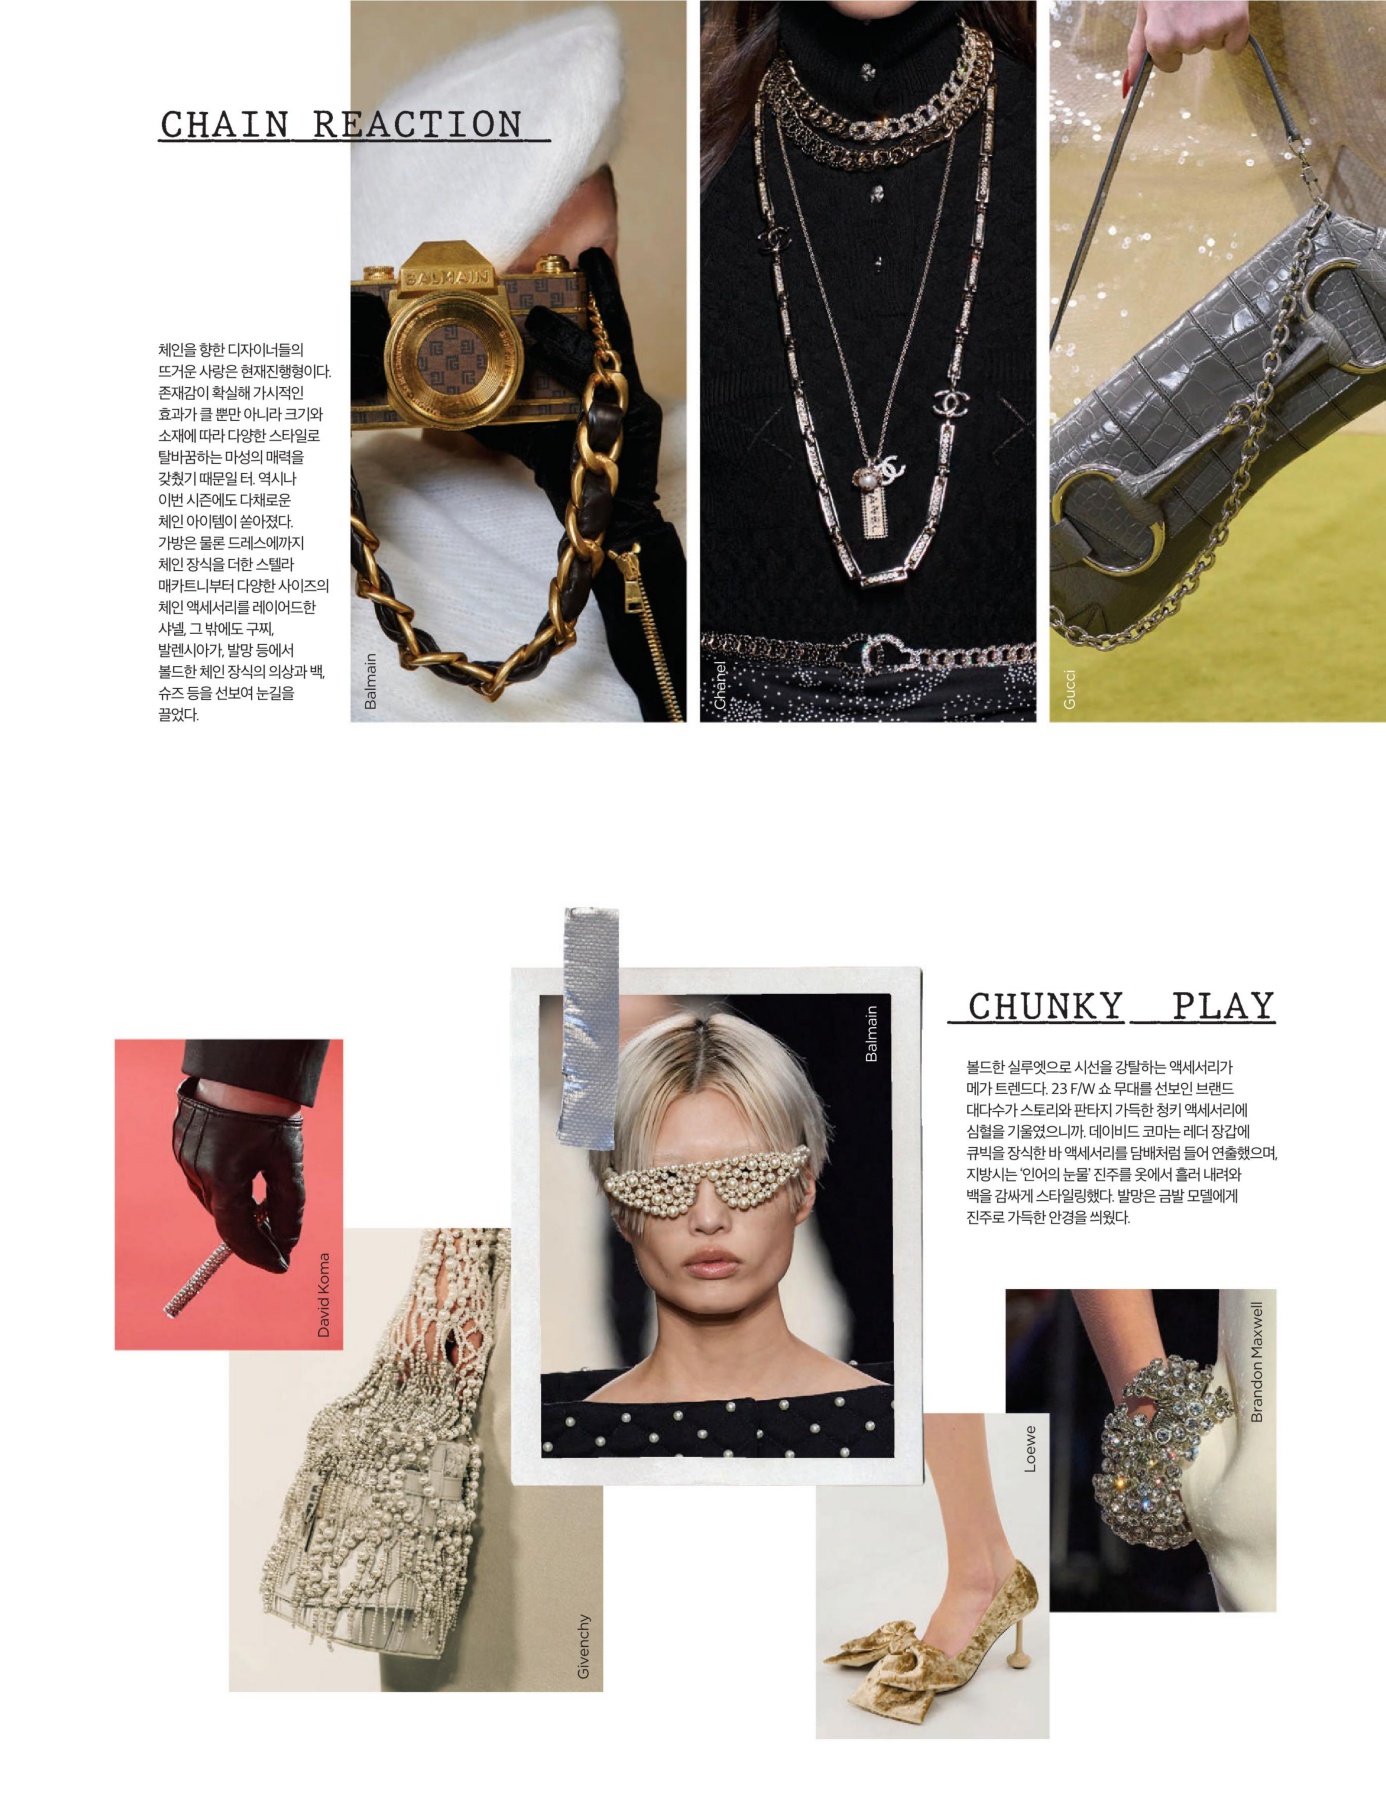 CHAIN REACTION
체인을 향한 디자이너들의
뜨거운 사랑은 현재진행형이다.
존재감이 확실해 가시적인
효과가 클 뿐만 아니라 크기와
소재에 따라 다양한 스타일로
탈바꿈하는 마성의 매력을
갖췄기 때문일 터. 역시나
이번 시즌에도 다채로운
체인 아이템이 쏟아졌다.
가방은 물론 드레스에까지
체인 장식을 더한 스텔라
매카트니부터 다양한 사이즈의
체인 액세서리를 레이어드한
샤넬, 그 밖에도 구찌,
발렌시아가, 발망 등에서
볼드한 체인 장식의 의상과 백,
슈즈 등을 선보여 눈길을
끌었다.
BALMAIN
Balmain
Chanel
Gucci
CHUNKY PLAY
볼드한 실루엣으로 시선을 강탈하는 액세서리가
메가 트렌드다. 23 F/W 쇼 무대를 선보인 브랜드
대다수가 스토리와 판타지 가득한 청키 액세서리에
심혈을 기울였으니까. 데이비드 코마는 레더 장갑에
큐빅을 장식한 바 액세서리를 담배처럼 들어 연출했으며,
지방시는 '인어의 눈물' 진주를 옷에서 흘러 내려와
백을 감싸게 스타일링했다. 발망은 금발 모델에게
진주로 가득한 안경을 씌웠다.
Balmain
David Koma
Givenchy
Loewe
Brandon Maxwell